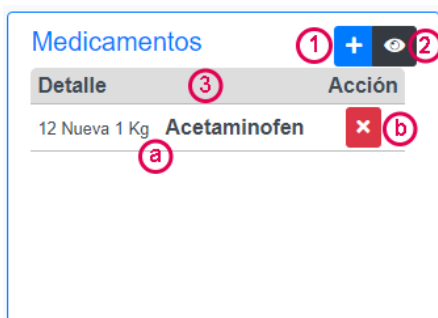 Medicamentos 1 + 2
Detalle 3 Acción
12 Nueva 1 Kg Acetaminofen b
a